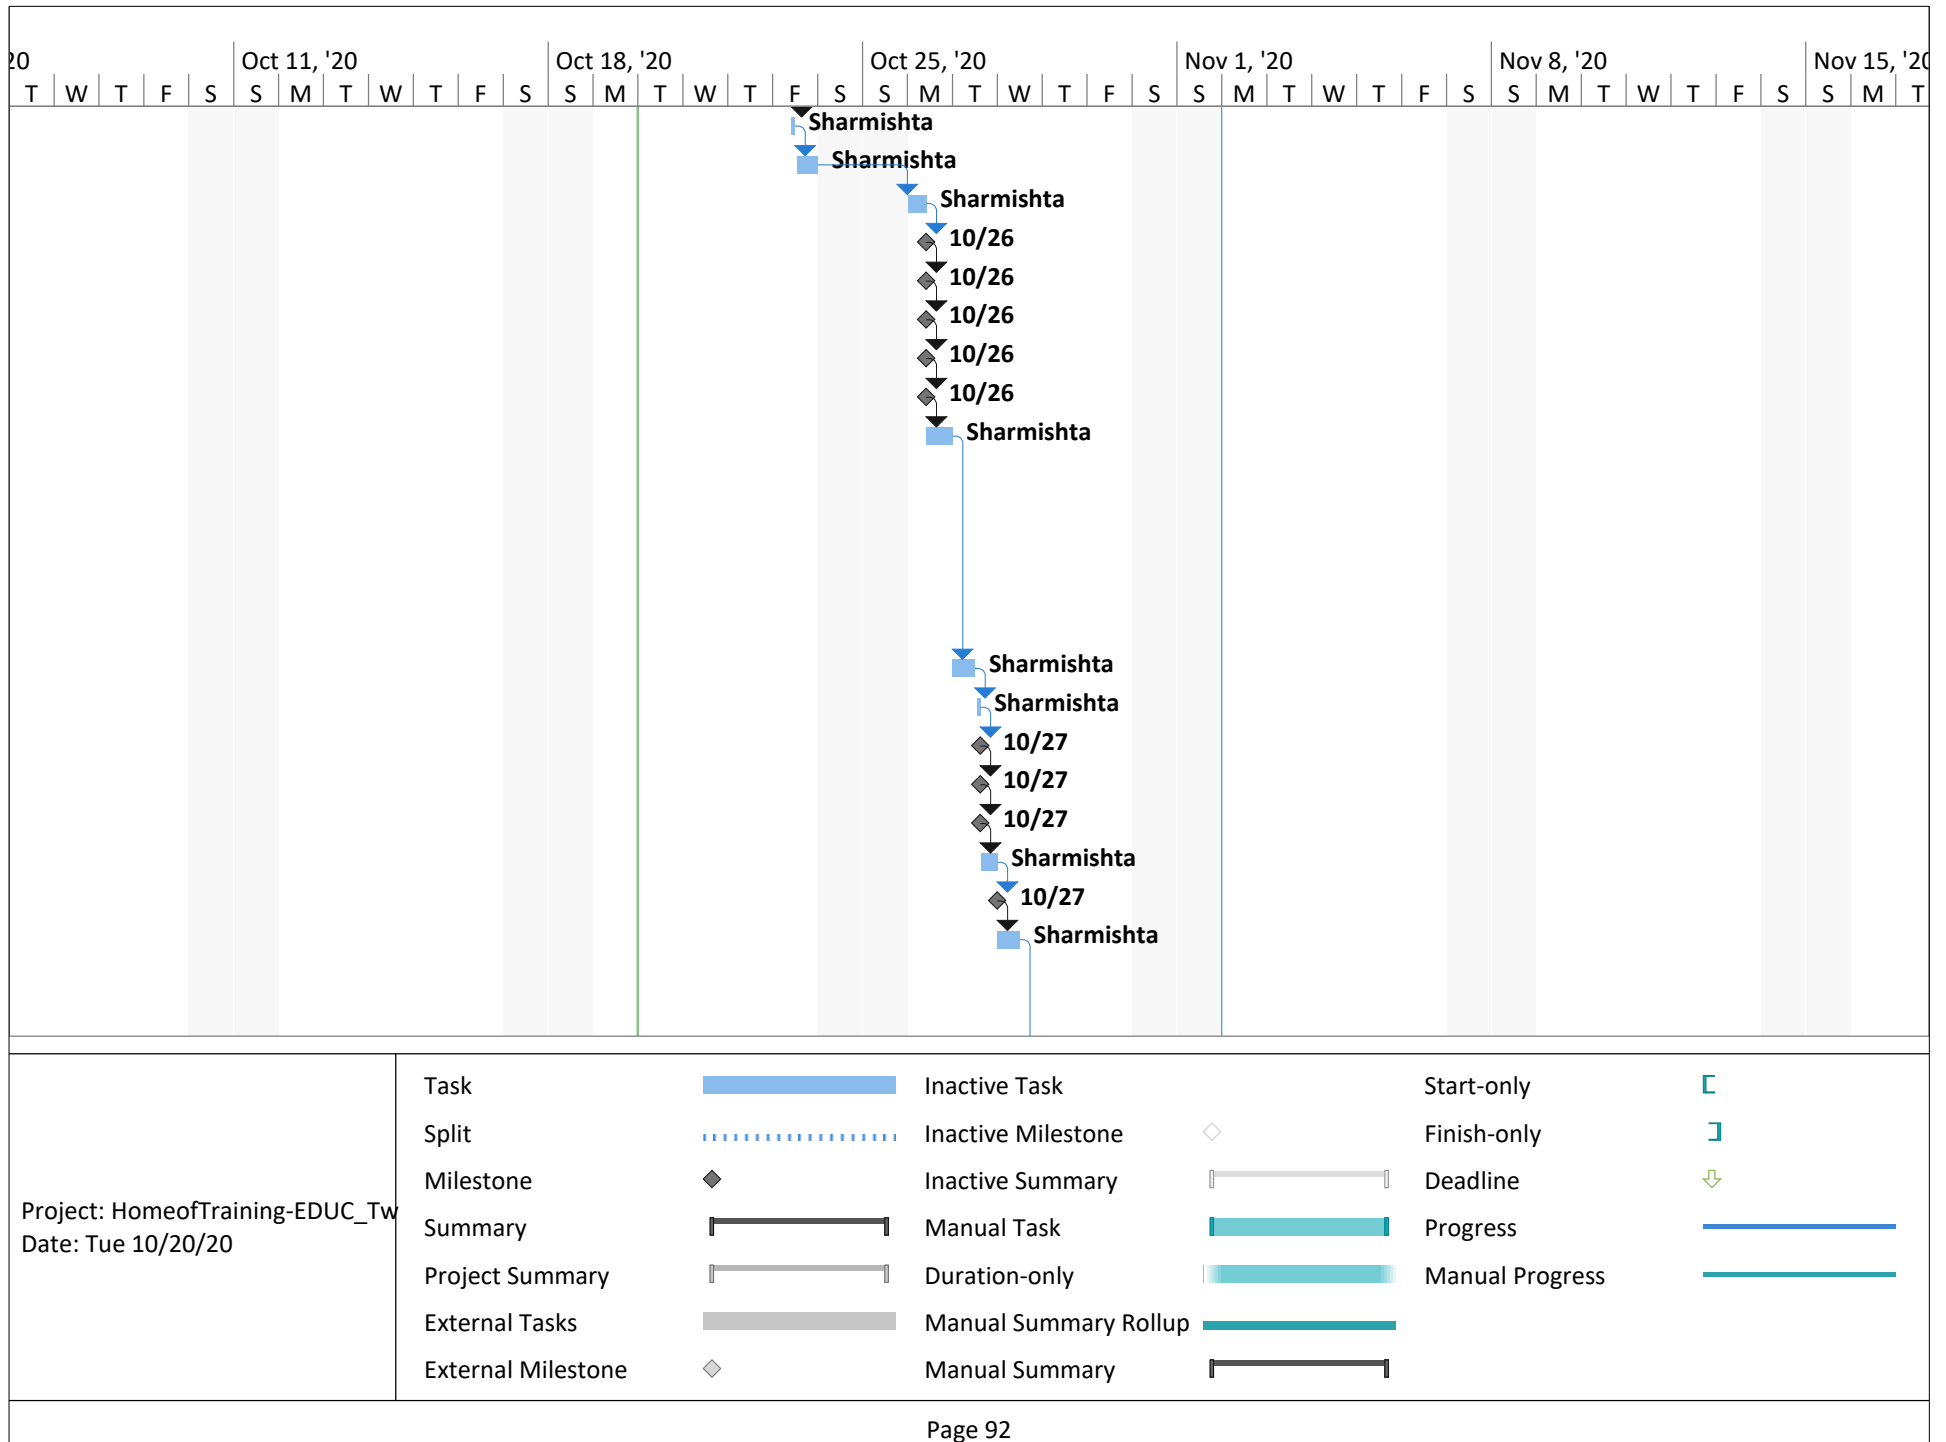 20 Oct 11, '20 Oct 18, '20 Oct 25, '20 Nov 1, '20 Nov 8, '20 Nov 15, '20
T W T F S S M T W T F S S M T W T F S S M T W T F S S M T W T F S S M T W T F S S M T
Sharmishta
Sharmishta
Sharmishta
10/26
10/26
10/26
10/26
10/26
Sharmishta
Sharmishta
Sharmishta
10/27
10/27
10/27
Sharmishta
10/27
Sharmishta
Project: HomeofTraining-EDUC_Tw
Date: Tue 10/20/20
Task
Split
Milestone
Summary
Project Summary
External Tasks
External Milestone
Inactive Task
Inactive Milestone
Inactive Summary
Manual Task
Duration-only
Manual Summary Rollup
Manual Summary
Start-only
Finish-only
Deadline
Progress
Manual Progress
Page 92